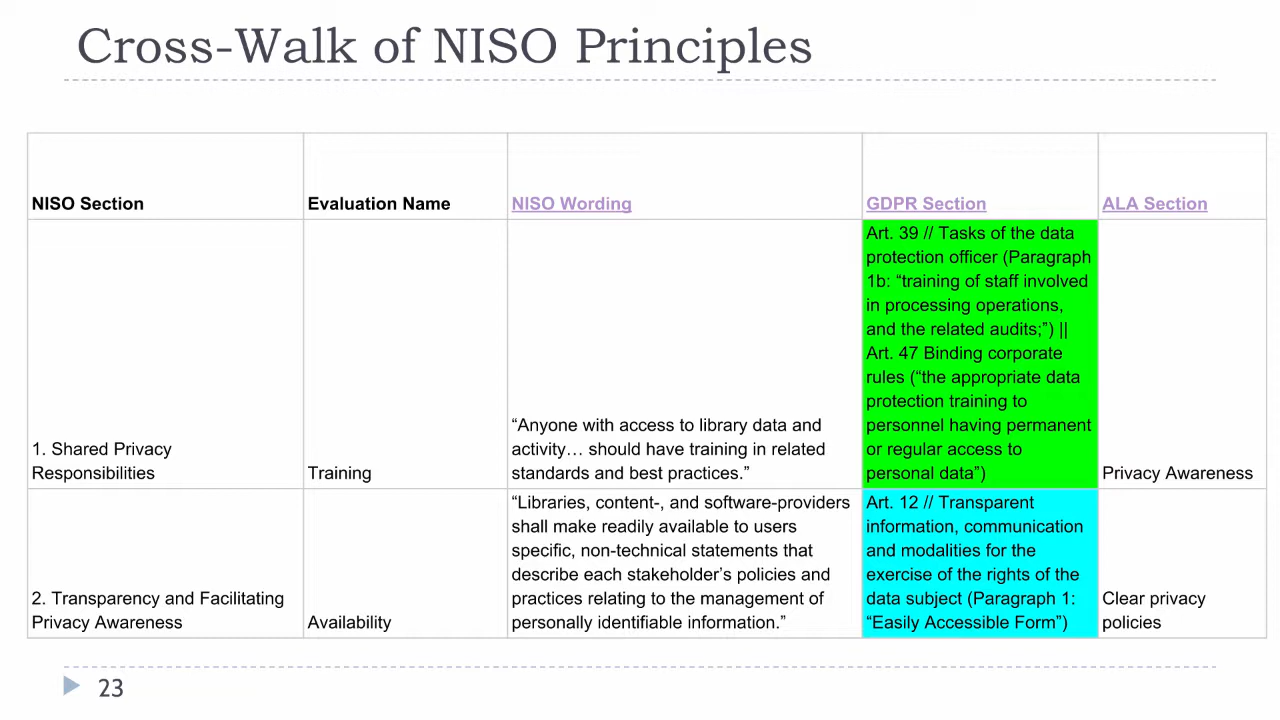 Cross-Walk of NISO Principles
NISO Section
Evaluation Name
NISO Wording
GDPR Section
ALA Section
1. Shared Privacy
Responsibilities
Training
“Anyone with access to library data and
activity… should have training in related
standards and best practices.”
Art. 39 // Tasks of the data
protection officer (Paragraph
1b: “training of staff involved
in processing operations,
and the related audits;”) ||
Art. 47 Binding corporate
rules (“the appropriate data
protection training to
personnel having permanent
or regular access to
personal data”)
Privacy Awareness
2. Transparency and Facilitating
Privacy Awareness
Availability
“Libraries, content-, and software-providers
shall make readily available to users
specific, non-technical statements that
describe each stakeholder’s policies and
practices relating to the management of
personally identifiable information.”
Art. 12 // Transparent
information, communication
and modalities for the
exercise of the rights of the
data subject (Paragraph 1:
“Easily Accessible Form”)
Clear privacy
policies
23